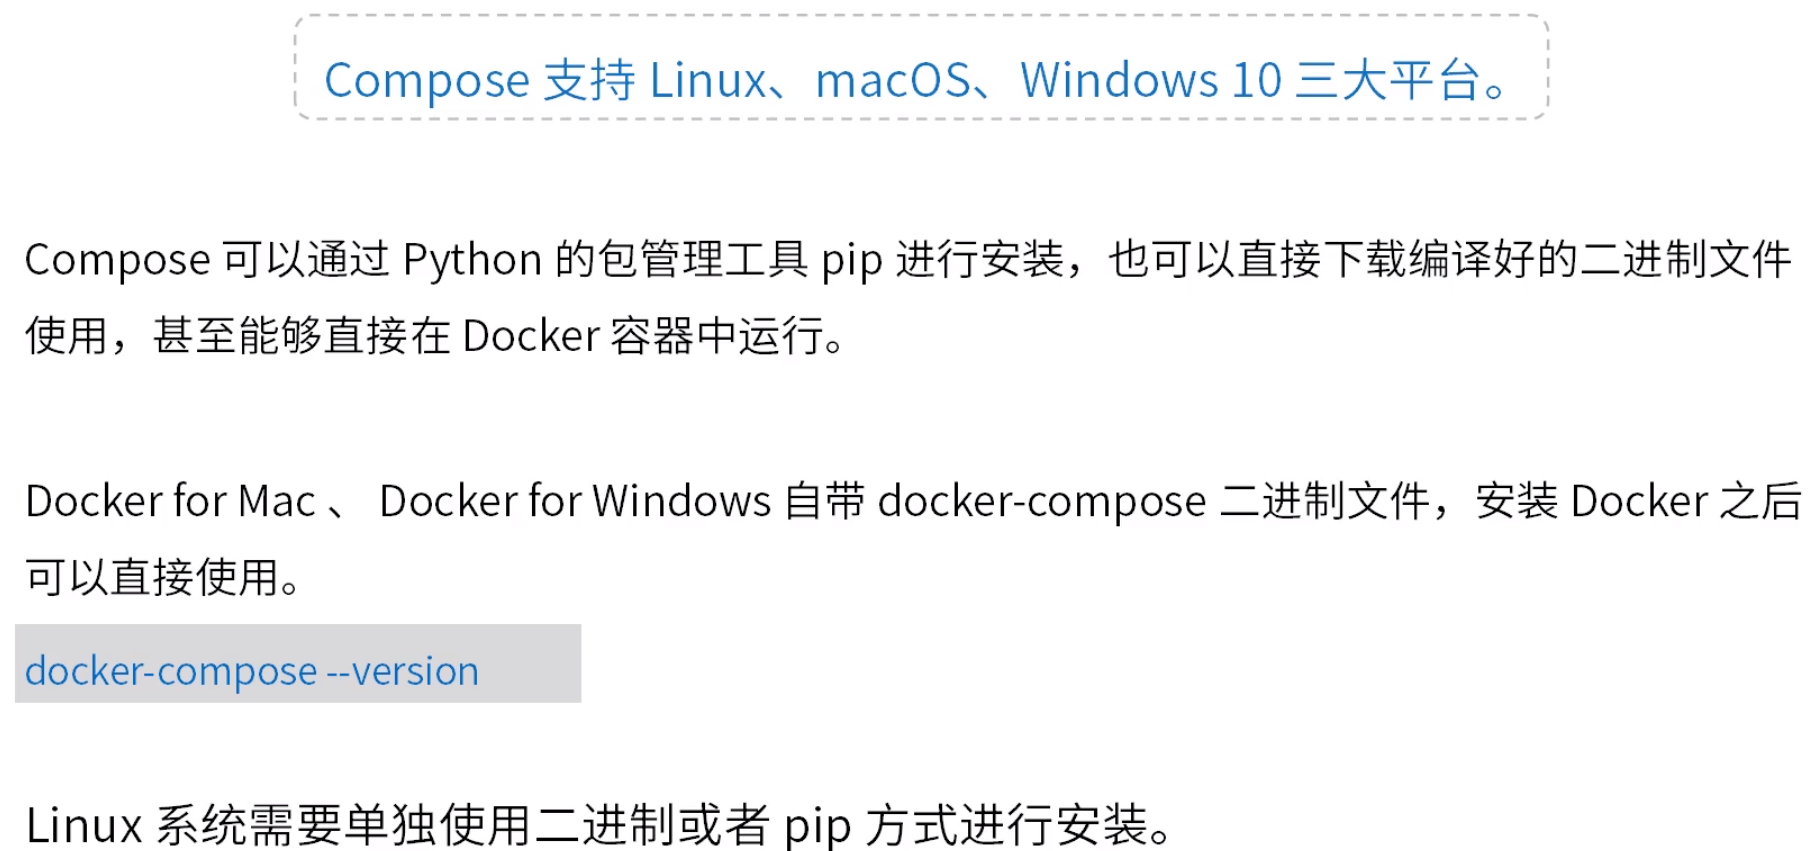 Compose 支持 Linux、macOS、Windows 10 三大平台。
Compose 可以通过 Python 的包管理工具 pip 进行安装，也可以直接下载编译好的二进制文件
使用，甚至能够直接在 Docker 容器中运行。
Docker for Mac 、 Docker for Windows 自带 docker-compose 二进制文件，安装 Docker 之后
可以直接使用。
docker-compose --version
Linux 系统需要单独使用二进制或者 pip 方式进行安装。